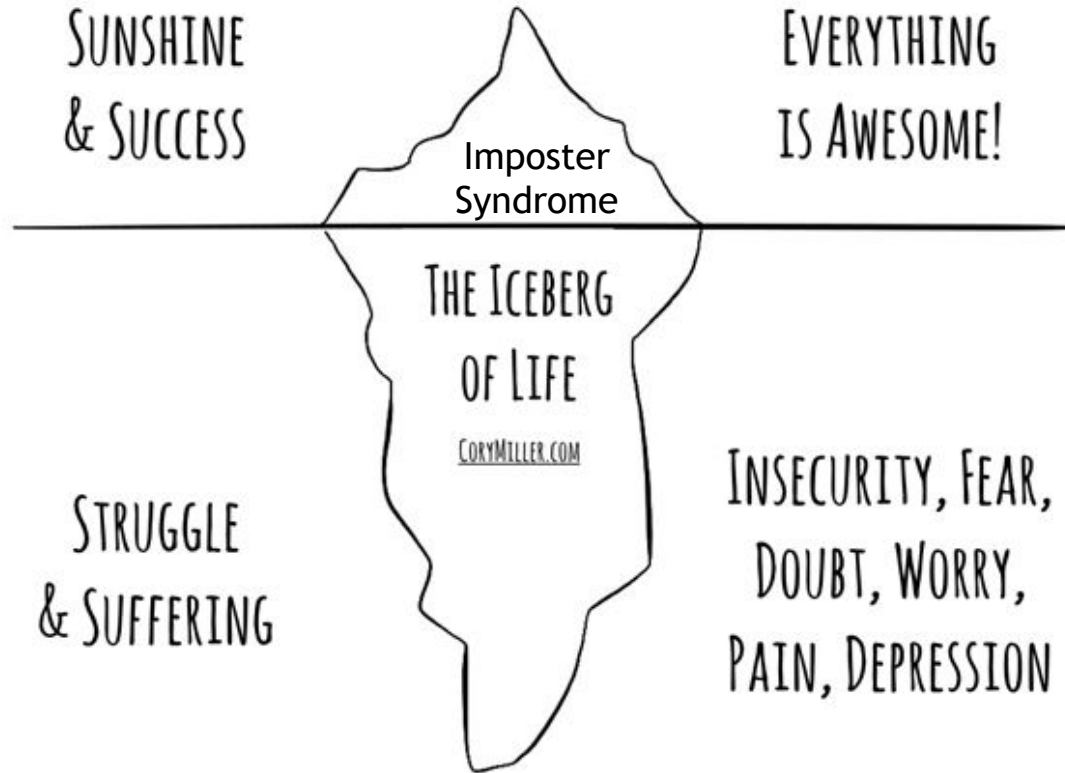 SUNSHINE
& SUCCESS
EVERYTHING
IS AWESOME!
Imposter
Syndrome
THE ICEBERG
OF LIFE
CORYMILLER.COM
STRUGGLE
& SUFFERING
INSECURITY, FEAR,
DOUBT, WORRY,
PAIN, DEPRESSION